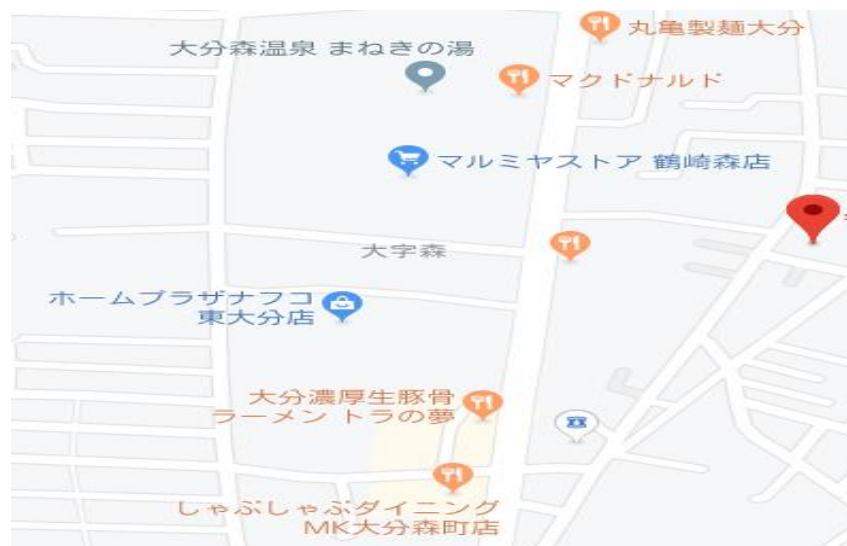 丸亀製麺大分
大分森温泉 まねきの湯
マクドナルド
マルミヤストア 鶴崎森店
大字森
ホームプラザナフコ
東大分店
大分濃厚生豚骨
ラーメン トラの夢
しゃぶしゃぶダイニング
MK大分森町店